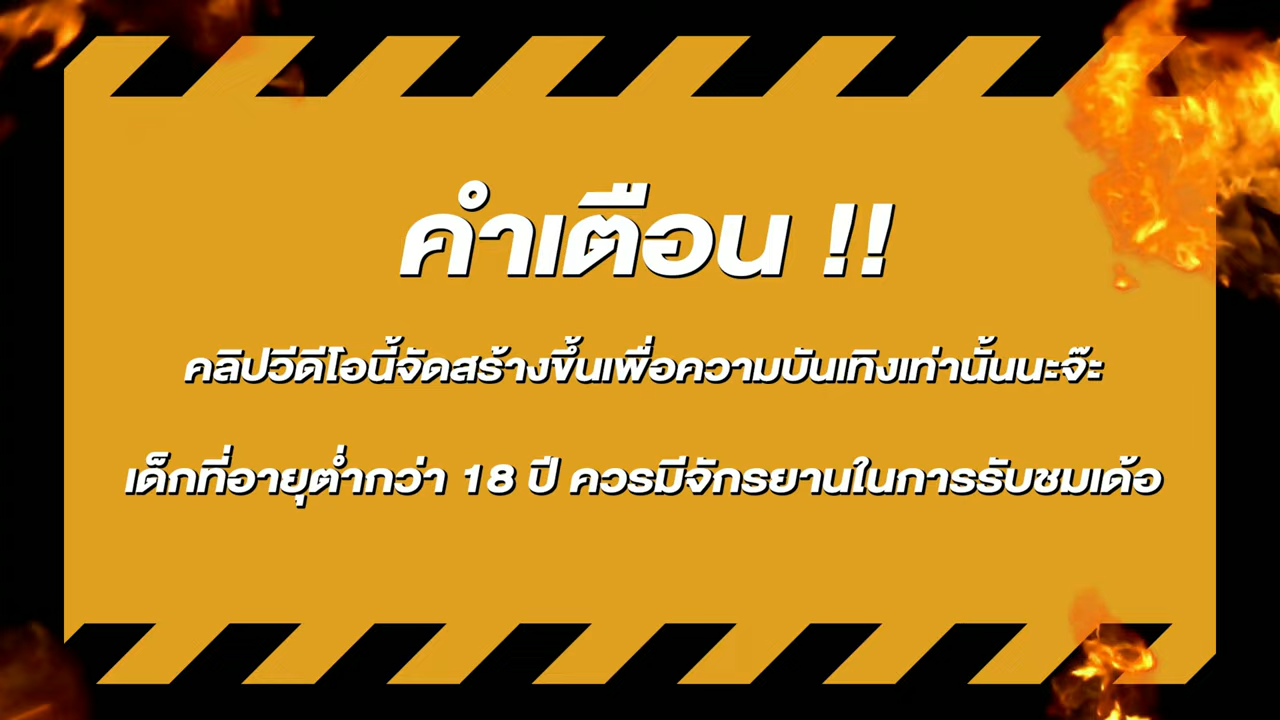 คำเตือน !!
คลิปวีดีโอนี้จัดสร้างขึ้นเพื่อความบันเทิงเท่านั้นนะจ๊ะ
เด็กที่อายุต่ำกว่า 18 ปี ควรมีจักรยานในการรับชมเด้อ